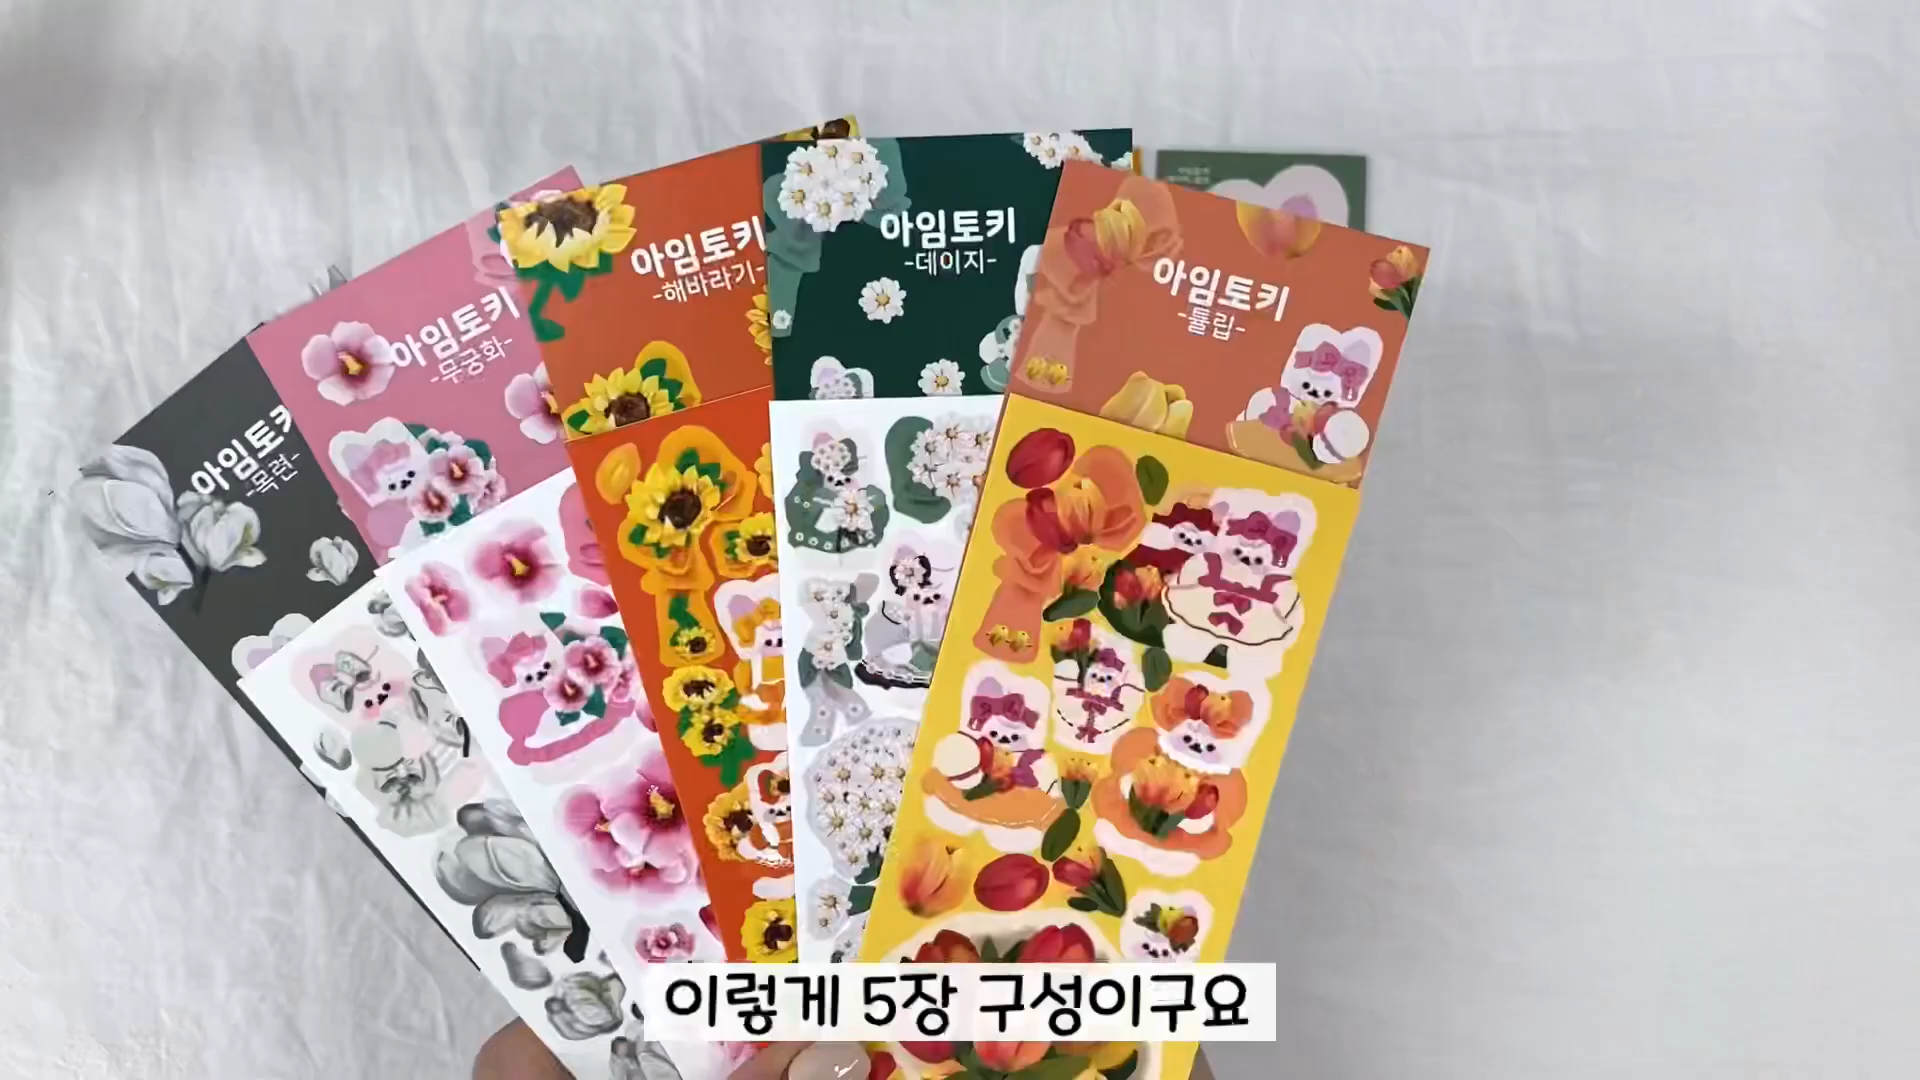 아임토키
-목련-
아임토키
-무궁화-
아임토키
-해바라기-
아임토키
-데이지-
아임토키
-튤립-
이렇게 5장 구성이구요